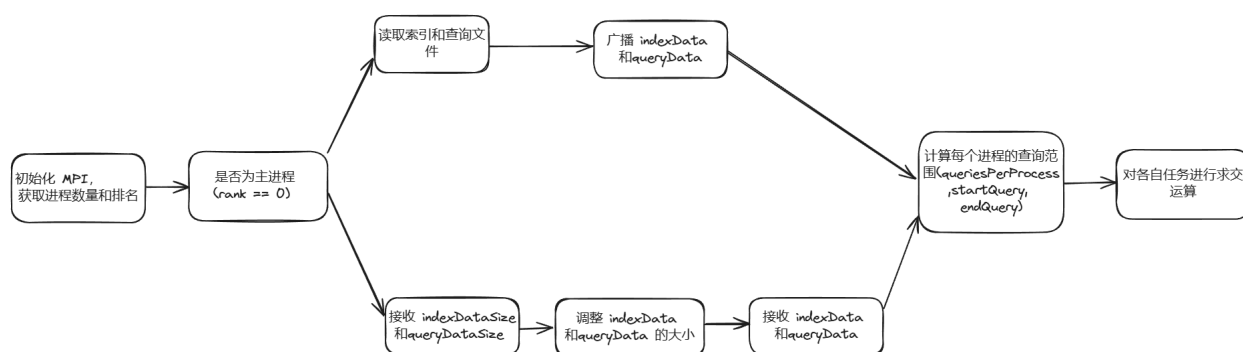 初始化 MPI,
获取进程数量和排名
是否为主进程
(rank == 0)
读取索引和查询文
件
广播 indexData
和queryData
接收 indexDataSize
和queryDataSize
调整 indexData
和queryData 的大小
接收 indexData
和queryData
计算每个进程的查询范
围(queriesPerProcess
,startQuery,
endQuery)
对各自任务进行求交
运算